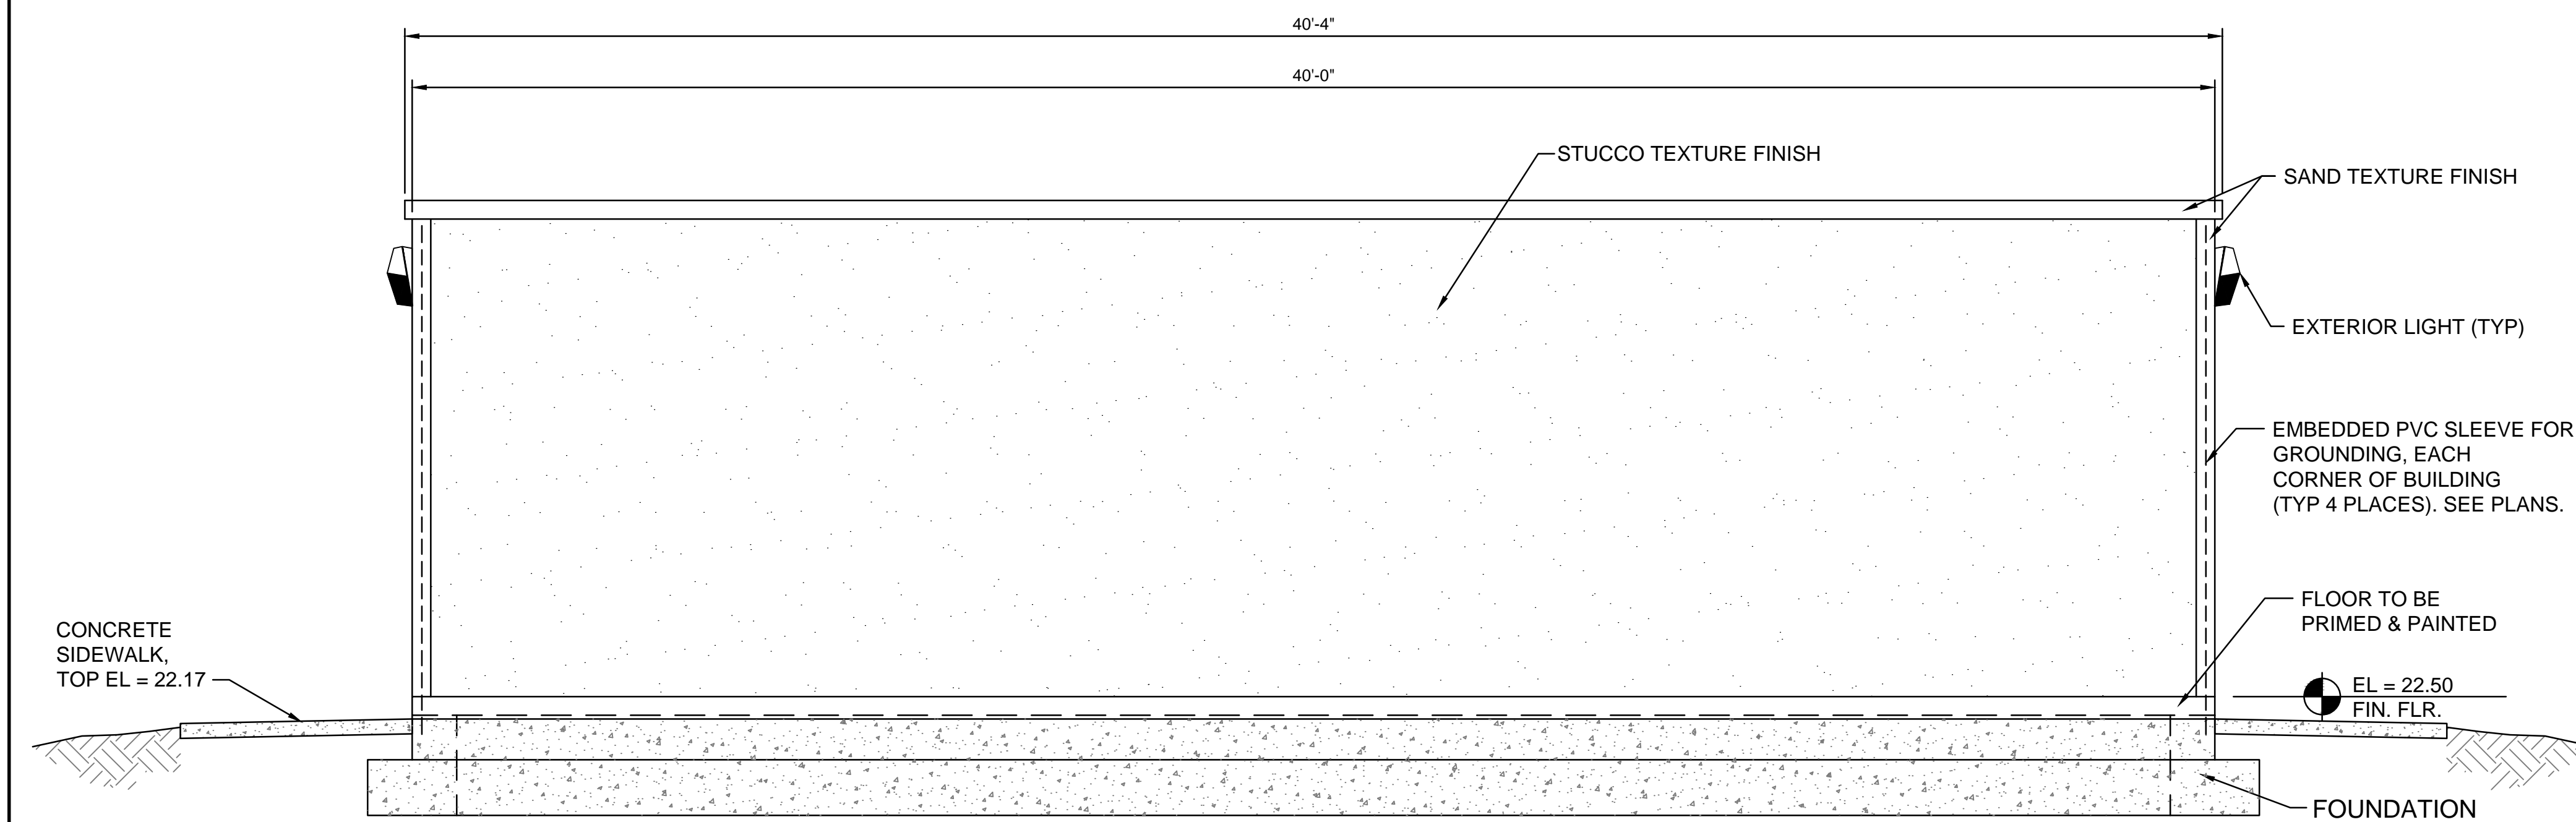 40'-4"
40'-0"
STUCCO TEXTURE FINISH
SAND TEXTURE FINISH
EXTERIOR LIGHT (TYP)
EMBEDDED PVC SLEEVE FOR
GROUNDING, EACH
CORNER OF BUILDING
(TYP 4 PLACES). SEE PLANS.
FLOOR TO BE
PRIMED & PAINTED
CONCRETE
SIDEWALK,
TOP EL = 22.17
EL = 22.50
FIN. FLR.
FOUNDATION